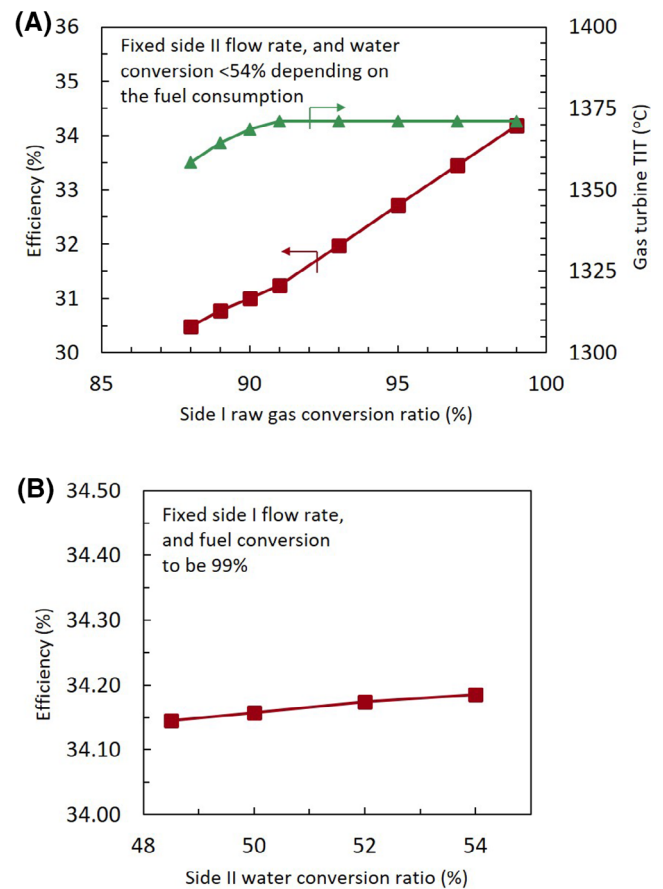 (A)
36
35
34
33
32
31
30
Efficiency (%)
Fixed side II flow rate, and water
conversion <54% depending on
the fuel consumption
1400
1375
1350
1325
1300
Gas turbine TIT (°C)
85
90
95
100
Side I raw gas conversion ratio (%)
(B)
34.50
34.40
34.30
34.20
34.10
34.00
Efficiency (%)
Fixed side I flow rate,
and fuel conversion
to be 99%
48
50
52
54
Side II water conversion ratio (%)